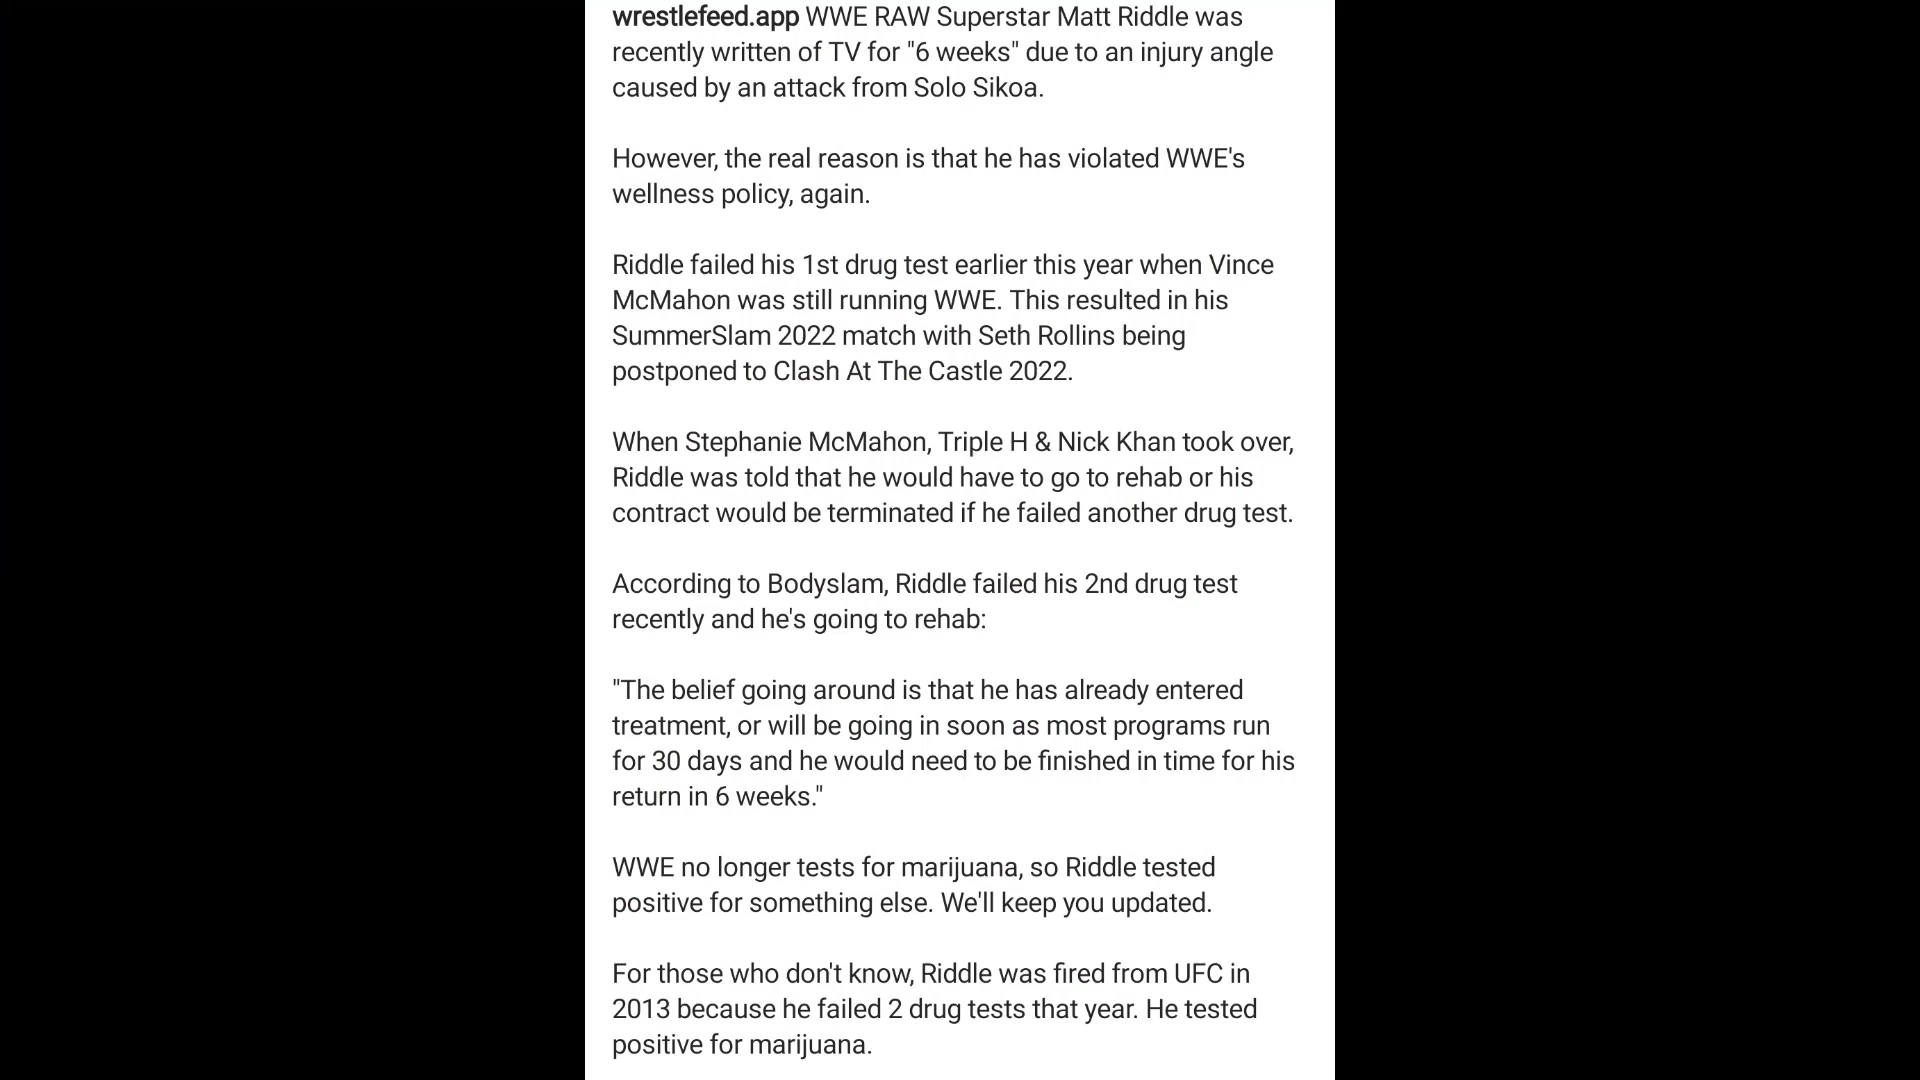 wrestlefeed.app WWE RAW Superstar Matt Riddle was
recently written of TV for "6 weeks" due to an injury angle
caused by an attack from Solo Sikoa.
However, the real reason is that he has violated WWE's
wellness policy, again.
Riddle failed his 1st drug test earlier this year when Vince
McMahon was still running WWE. This resulted in his
SummerSlam 2022 match with Seth Rollins being
postponed to Clash At The Castle 2022.
When Stephanie McMahon, Triple H & Nick Khan took over,
Riddle was told that he would have to go to rehab or his
contract would be terminated if he failed another drug test.
According to Bodyslam, Riddle failed his 2nd drug test
recently and he's going to rehab:
"The belief going around is that he has already entered
treatment, or will be going in soon as most programs run
for 30 days and he would need to be finished in time for his
return in 6 weeks."
WWE no longer tests for marijuana, so Riddle tested
positive for something else. We'll keep you updated.
For those who don't know, Riddle was fired from UFC in
2013 because he failed 2 drug tests that year. He tested
positive for marijuana.